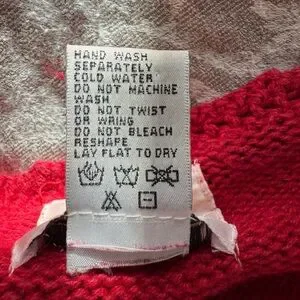 HAND WASH
SEPARATELY
COLD WATER
DO NOT MACHINE
WASH
DO NOT TWIST
OR WRING
DO NOT BLEACH
RESHAPE
LAY FLAT TO DRY